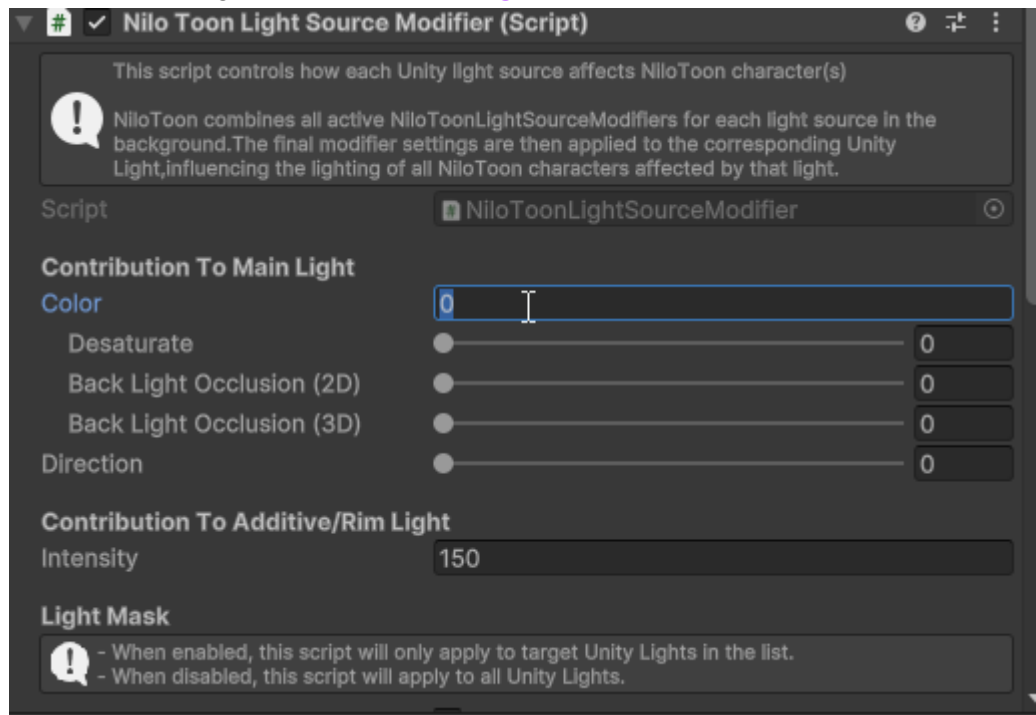 Nilo Toon Light Source Modifier (Script)
This script controls how each Unity light source affects NiloToon character(s)
NiloToon combines all active NiloToonLightSourceModifiers for each light source in the
background.The final modifier settings are then applied to the corresponding Unity
Light,influencing the lighting of all NiloToon characters affected by that light.
Script NiloToonLightSourceModifier
Contribution To Main Light
Color 0
Desaturate 0
Back Light Occlusion (2D) 0
Back Light Occlusion (3D) 0
Direction 0
Contribution To Additive/Rim Light
Intensity 150
Light Mask
- When enabled, this script will only apply to target Unity Lights in the list.
- When disabled, this script will apply to all Unity Lights.